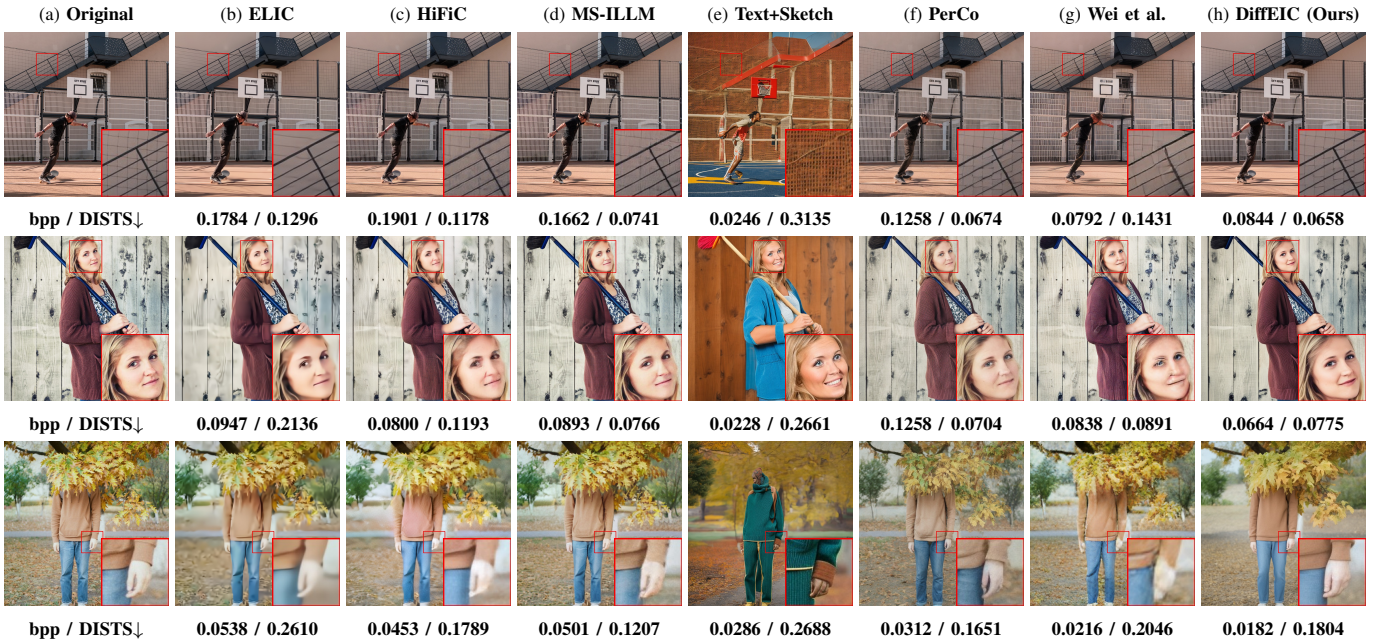 (a) Original (b) ELIC (c) HiFiC (d) MS-ILLM (e) Text+Sketch (f) PerCo (g) Wei et al. (h) DiffEIC (Ours)
bpp / DISTS↓ 0.1784 / 0.1296 0.1901 / 0.1178 0.1662 / 0.0741 0.0246 / 0.3135 0.1258 / 0.0674 0.0792 / 0.1431 0.0844 / 0.0658
bpp / DISTS↓ 0.0947 / 0.2136 0.0800 / 0.1193 0.0893 / 0.0766 0.0228 / 0.2661 0.1258 / 0.0704 0.0838 / 0.0891 0.0664 / 0.0775
bpp / DISTS↓ 0.0538 / 0.2610 0.0453 / 0.1789 0.0501 / 0.1207 0.0286 / 0.2688 0.0312 / 0.1651 0.0216 / 0.2046 0.0182 / 0.1804